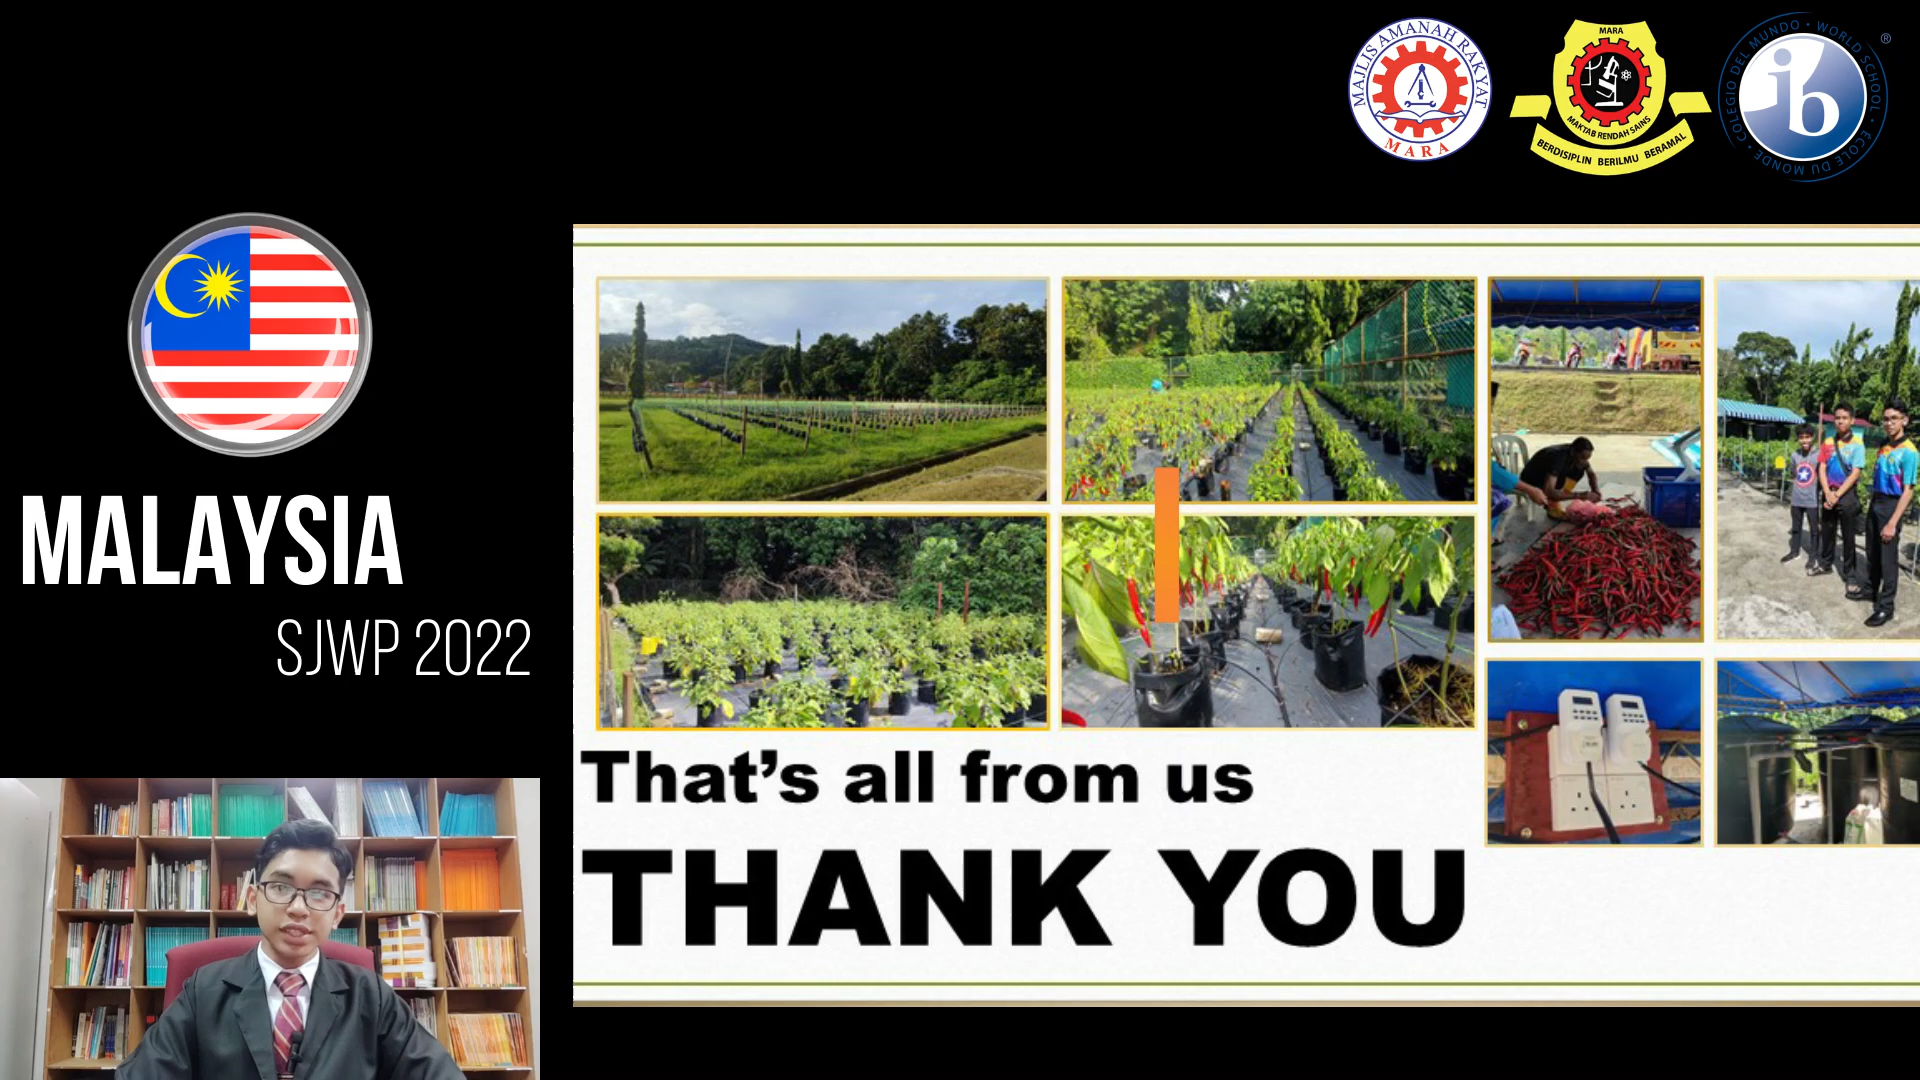 MAJLIS AMANAH RAKYAT
MARA
MARA
MAKTAB RENDAH SAINS
BERDISIPLIN BERILMU BERAMAL
ib
COLEGIO DEL MUNDO · WORLD SCHOOL · ÉCOLE DU MONDE ·
®
MALAYSIA
SJWP 2022
That's all from us
THANK YOU